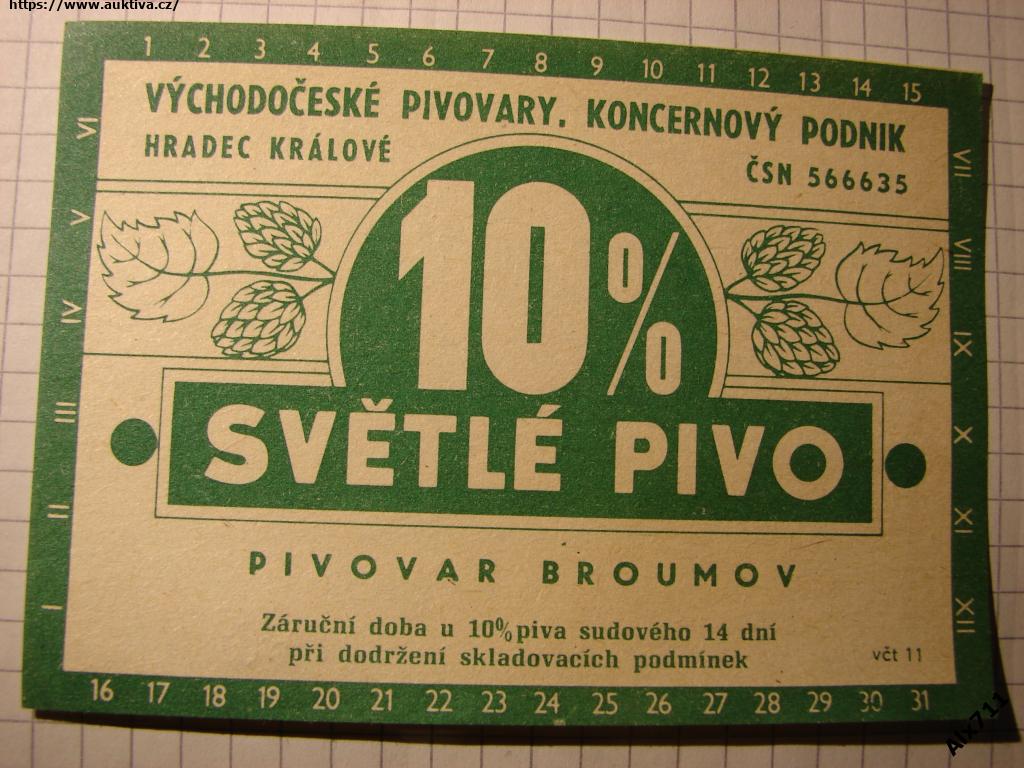 https://www.auktiva.cz/
1 2 3 4 5 6 7 8 9 10 11 12 13 14 15
VÝCHODOČESKÉ PIVOVARY, KONCERNOVÝ PODNIK
HRADEC KRÁLOVÉ
ČSN 566635
VI
V
IV
III
II
I
VII
VIII
IX
X
XI
XII
10%
SVĚTLÉ PIVO
PIVOVAR BROUMOV
Záruční doba u 10% piva sudového 14 dní
při dodržení skladovacích podmínek
včt 11
16 17 18 19 20 21 22 23 24 25 26 27 28 29 30 31
Alx711